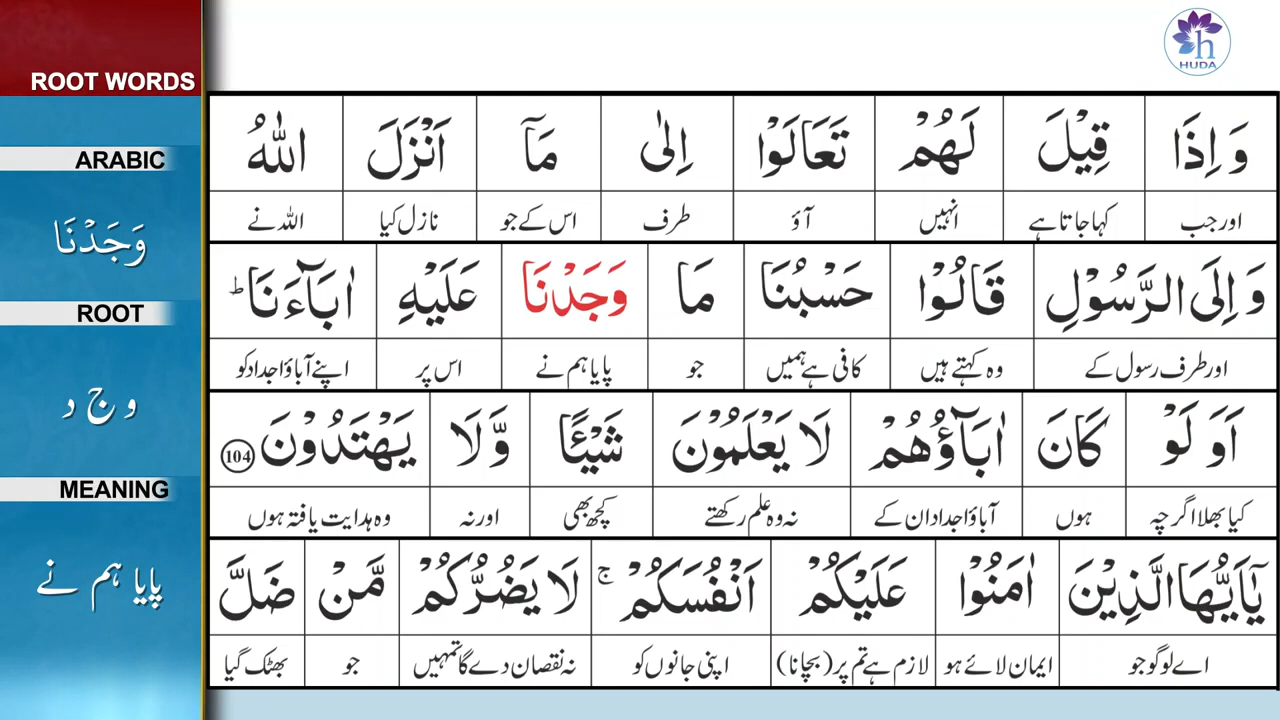 ROOT WORDS
ARABIC
وَجَدْنَا
ROOT
و ج د
MEANING
پایا ہم نے
h
HUDA
وَ اِذَا قِيْلَ لَهُمْ تَعَالَوْا اِلٰى مَآ اَنْزَلَ اللّٰهُ
اور جب کہا جاتا ہے انہیں آؤ طرف اس کے جو نازل کیا اللہ نے
وَ اِلَى الرَّسُوْلِ قَالُوْا حَسْبُنَا مَا وَجَدْنَا عَلَيْهِ اٰبَآءَنَا ؕ
اور طرف رسول کے وہ کہتے ہیں کافی ہے ہمیں جو پایا ہم نے اس پر اپنے آباؤ اجداد کو
اَوَ لَوْ كَانَ اٰبَآؤُهُمْ لَا يَعْلَمُوْنَ شَيْـًٔا وَّ لَا يَهْتَدُوْنَ 104
کیا بھلا اگرچہ ہوں آباؤ اجداد ان کے نہ وہ علم رکھتے کچھ بھی اور نہ وہ ہدایت یافتہ ہوں
يٰٓاَيُّهَا الَّذِيْنَ اٰمَنُوْا عَلَيْكُمْ اَنْفُسَكُمْ ۚ لَا يَضُرُّكُمْ مَّنْ ضَلَّ
اے لوگو جو ایمان لائے ہو لازم ہے تم پر (بچانا) اپنی جانوں کو نہ نقصان دے گا تمہیں جو بھٹک گیا